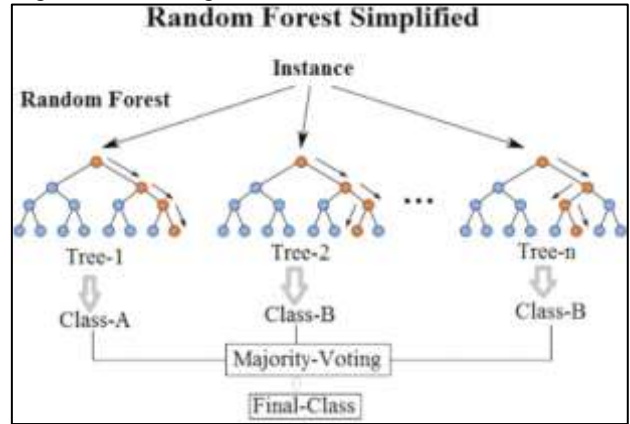 Random Forest Simplified
Instance
Random Forest
...
Tree-1 Tree-2 Tree-n
Class-A Class-B Class-B
Majority-Voting
Final-Class